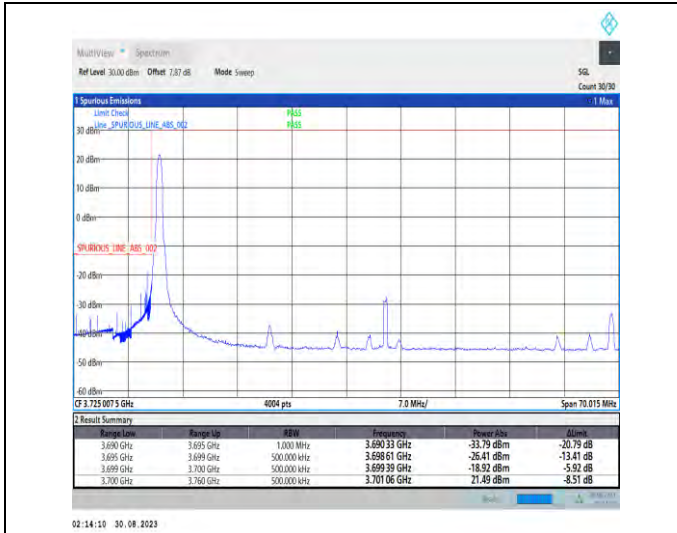 MultiView Spectrum
Ref Level 30.00 dBm Offset 7.87 dB Mode Sweep SGL
Count 30/30
1 Spurious Emissions 1 Max
Limit Check PASS
Line _SPURIOUS_LINE_ABS_002 PASS
30 dBm
20 dBm
10 dBm
0 dBm
_SPURIOUS_LINE_ABS_002
-20 dBm
-30 dBm
-40 dBm
-50 dBm
-60 dBm
CF 3.725 007 5 GHz 4004 pts 7.0 MHz/ Span 70.015 MHz
2 Result Summary
Range Low Range Up RBW Frequency Power Abs ΔLimit
3.690 GHz 3.695 GHz 1.000 MHz 3.690 33 GHz -33.79 dBm -20.79 dB
3.695 GHz 3.699 GHz 500.000 kHz 3.698 61 GHz -26.41 dBm -13.41 dB
3.699 GHz 3.700 GHz 500.000 kHz 3.699 39 GHz -18.92 dBm -5.92 dB
3.700 GHz 3.760 GHz 500.000 kHz 3.701 06 GHz 21.49 dBm -8.51 dB
02:14:10 30.08.2023